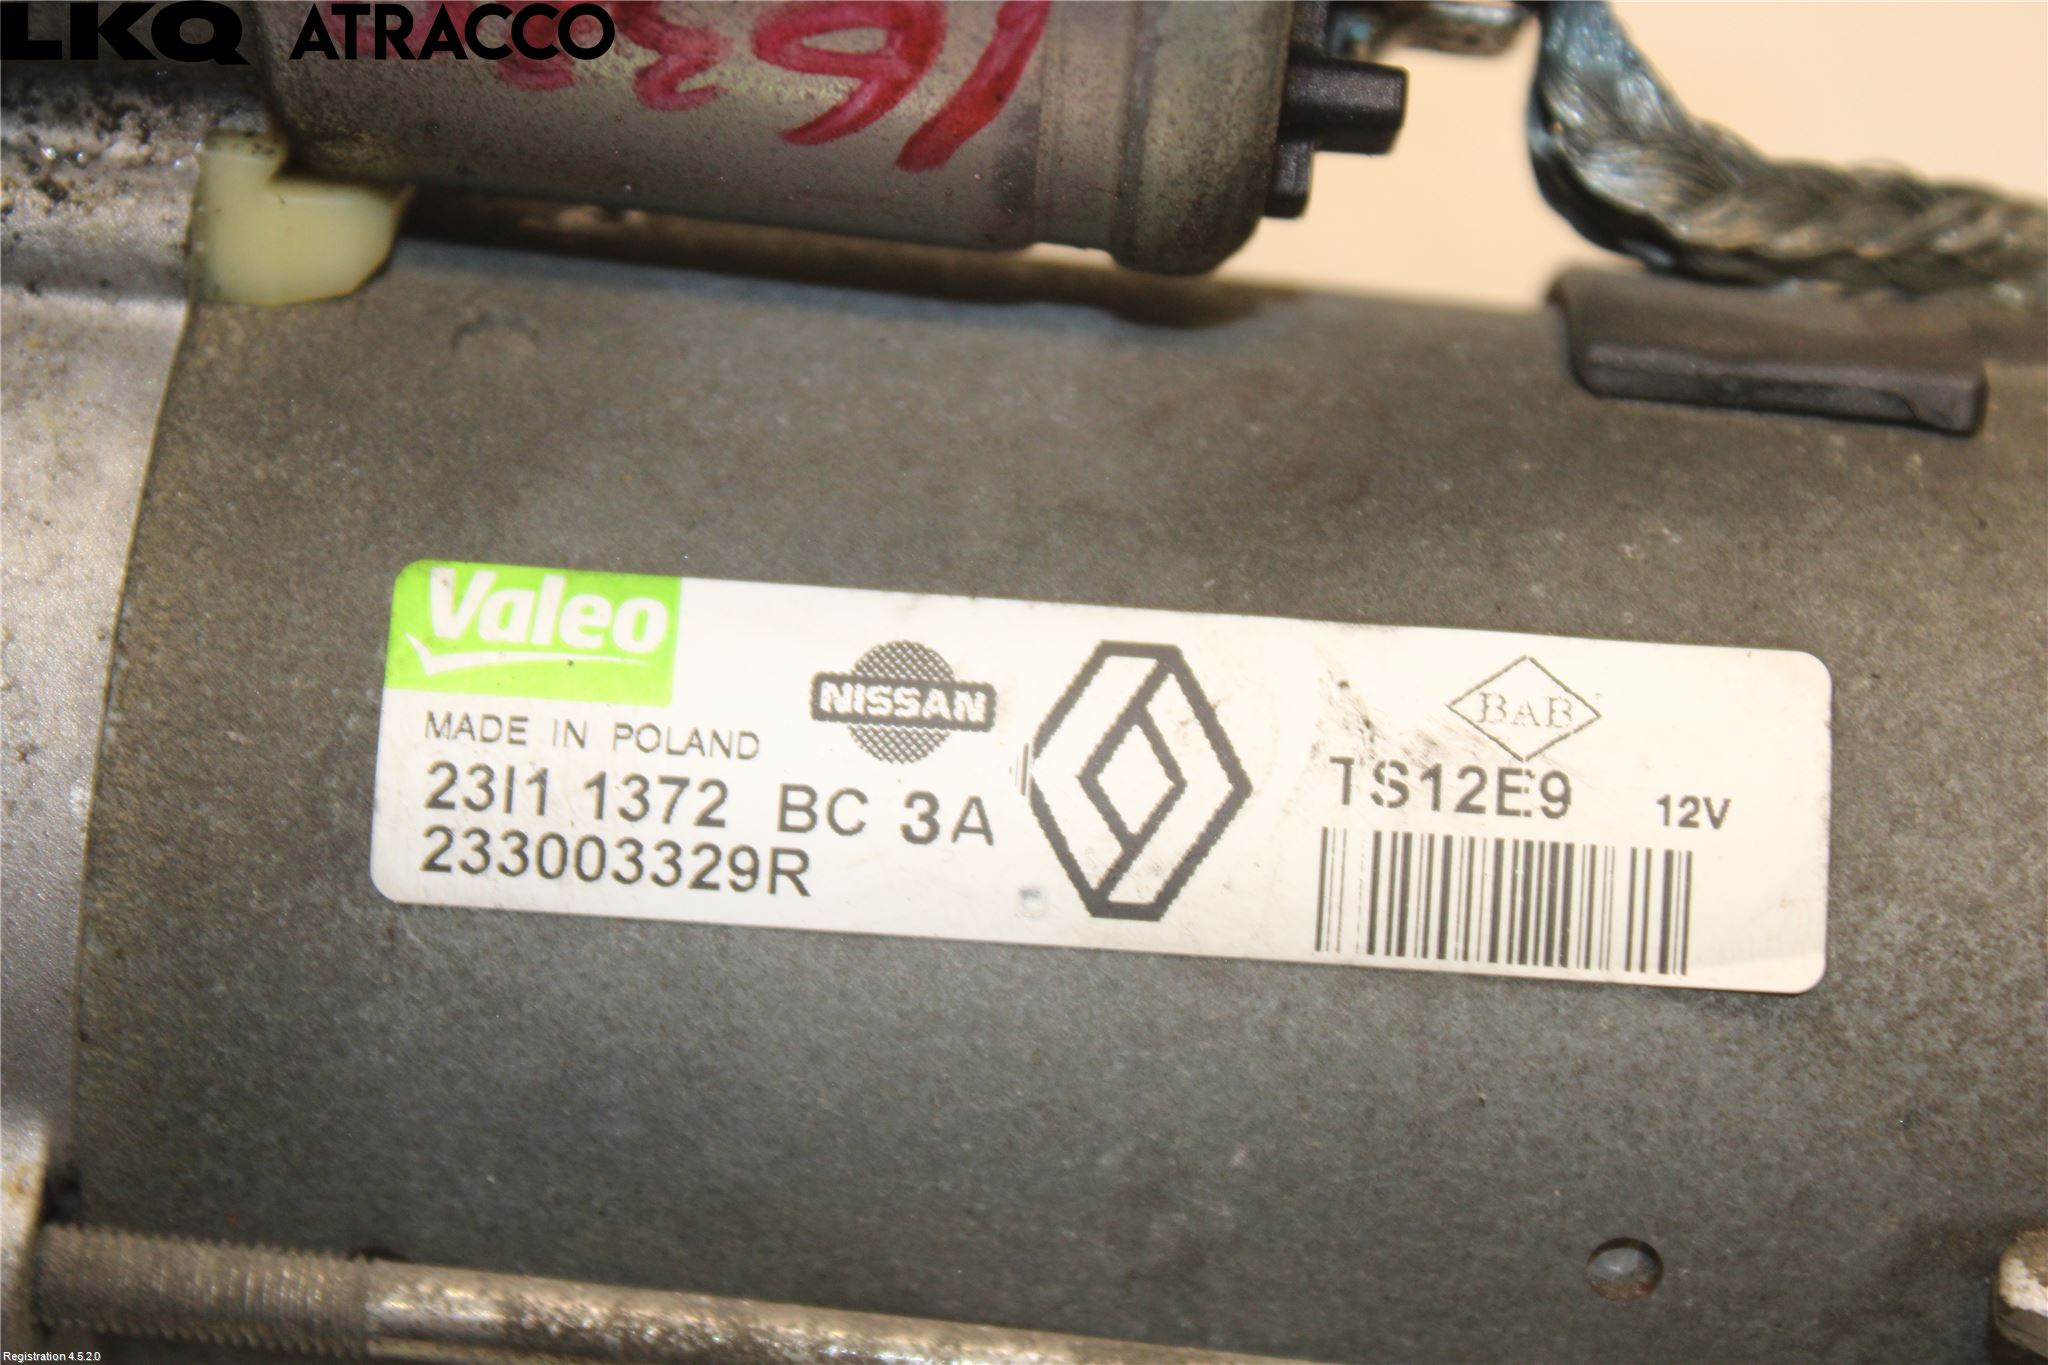 LKQ ATRACCO
1633
Valeo
NISSAN
BAB
MADE IN POLAND
23I1 1372 BC 3A
TS12E9 12V
233003329R
Registration 4.5.2.0